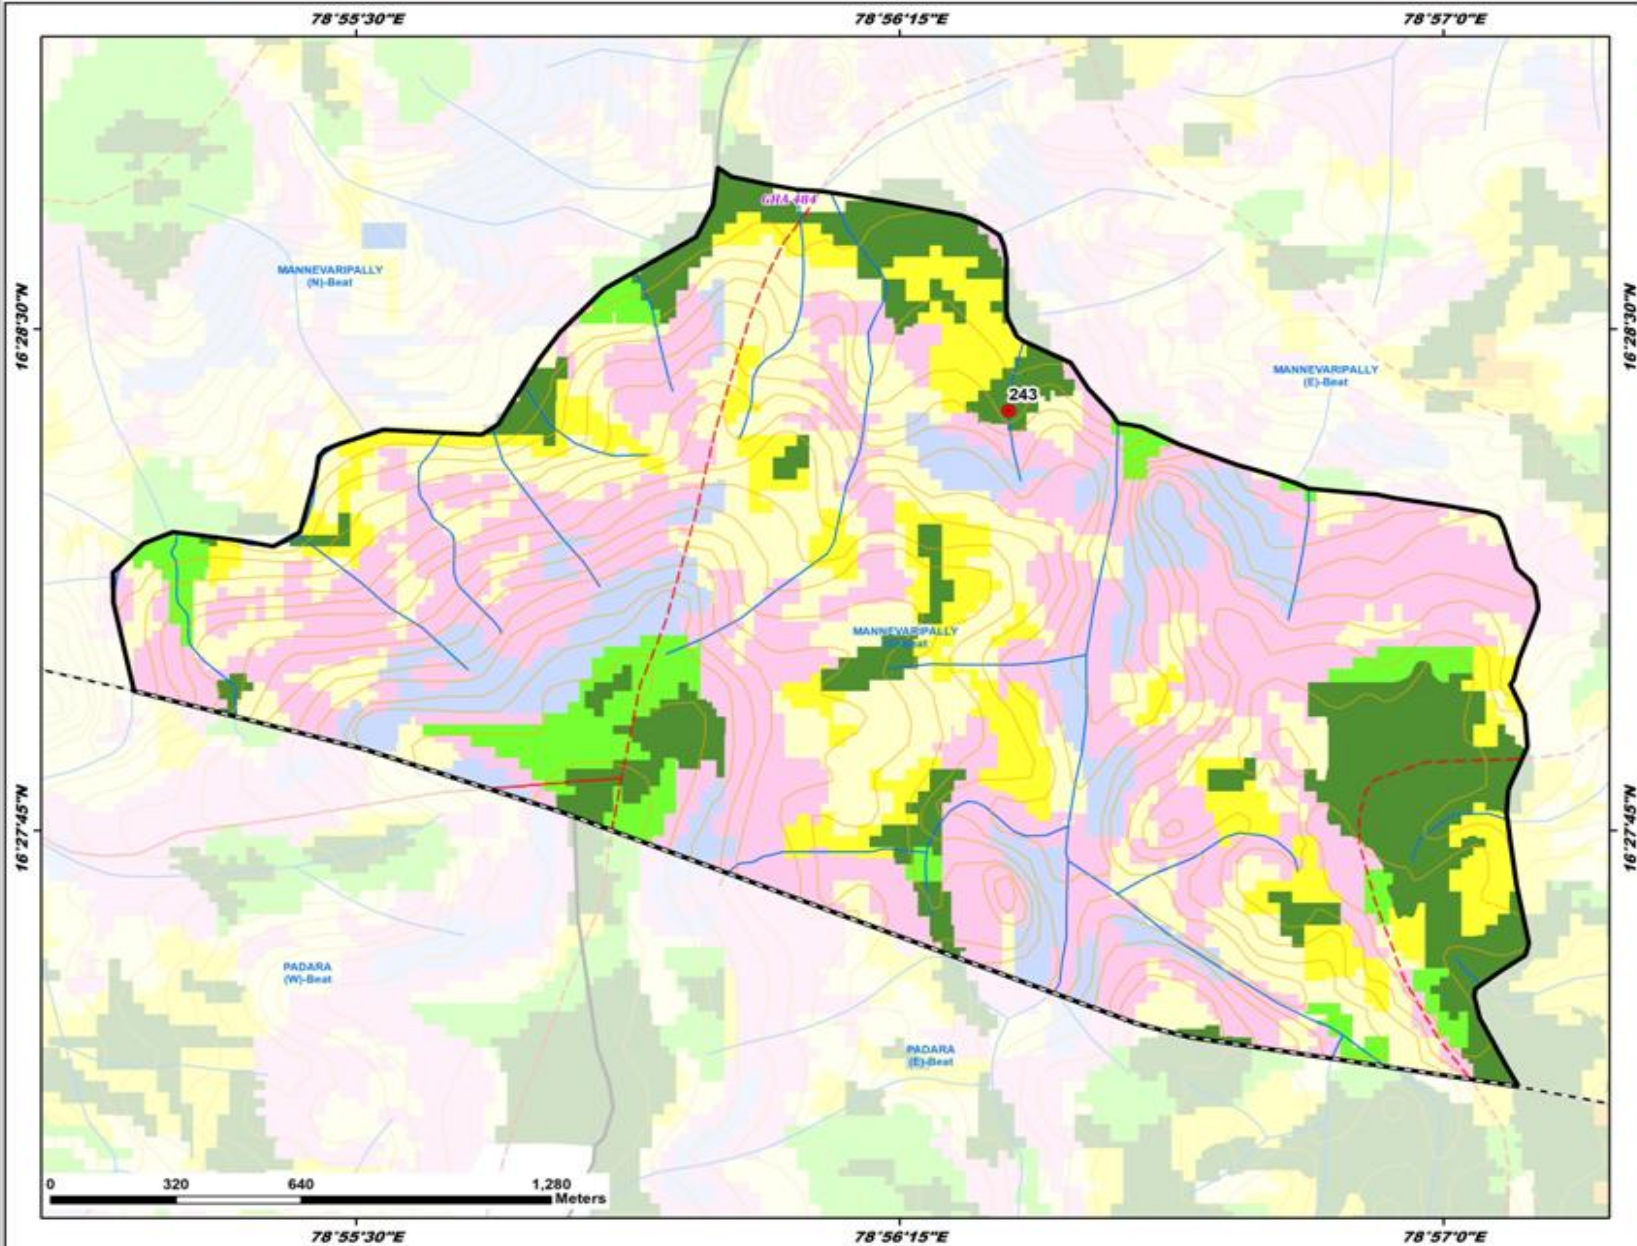 78°55'30"E 78°56'15"E 78°57'0"E
GHA 484
MANNEVARIPALLY
(N)-Beat
16°28'30"N
16°28'30"N
MANNEVARIPALLY
(E)-Beat
243
MANNEVARIPALLY
-Beat
16°27'45"N
16°27'45"N
PADARA
(W)-Beat
PADARA
(E)-Beat
0 320 640 1,280
Meters
78°55'30"E 78°56'15"E 78°57'0"E